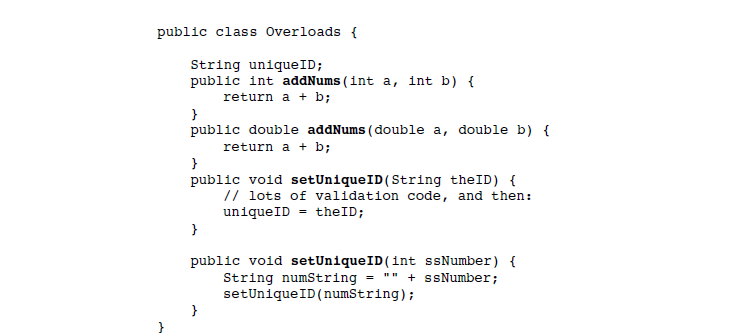 public class Overloads {
String uniqueID;
public int addNums(int a, int b) {
return a + b;
}
public double addNums(double a, double b) {
return a + b;
}
public void setUniqueID(String theID) {
// lots of validation code, and then:
uniqueID = theID;
}
public void setUniqueID(int ssNumber) {
String numString = "" + ssNumber;
setUniqueID(numString);
}
}